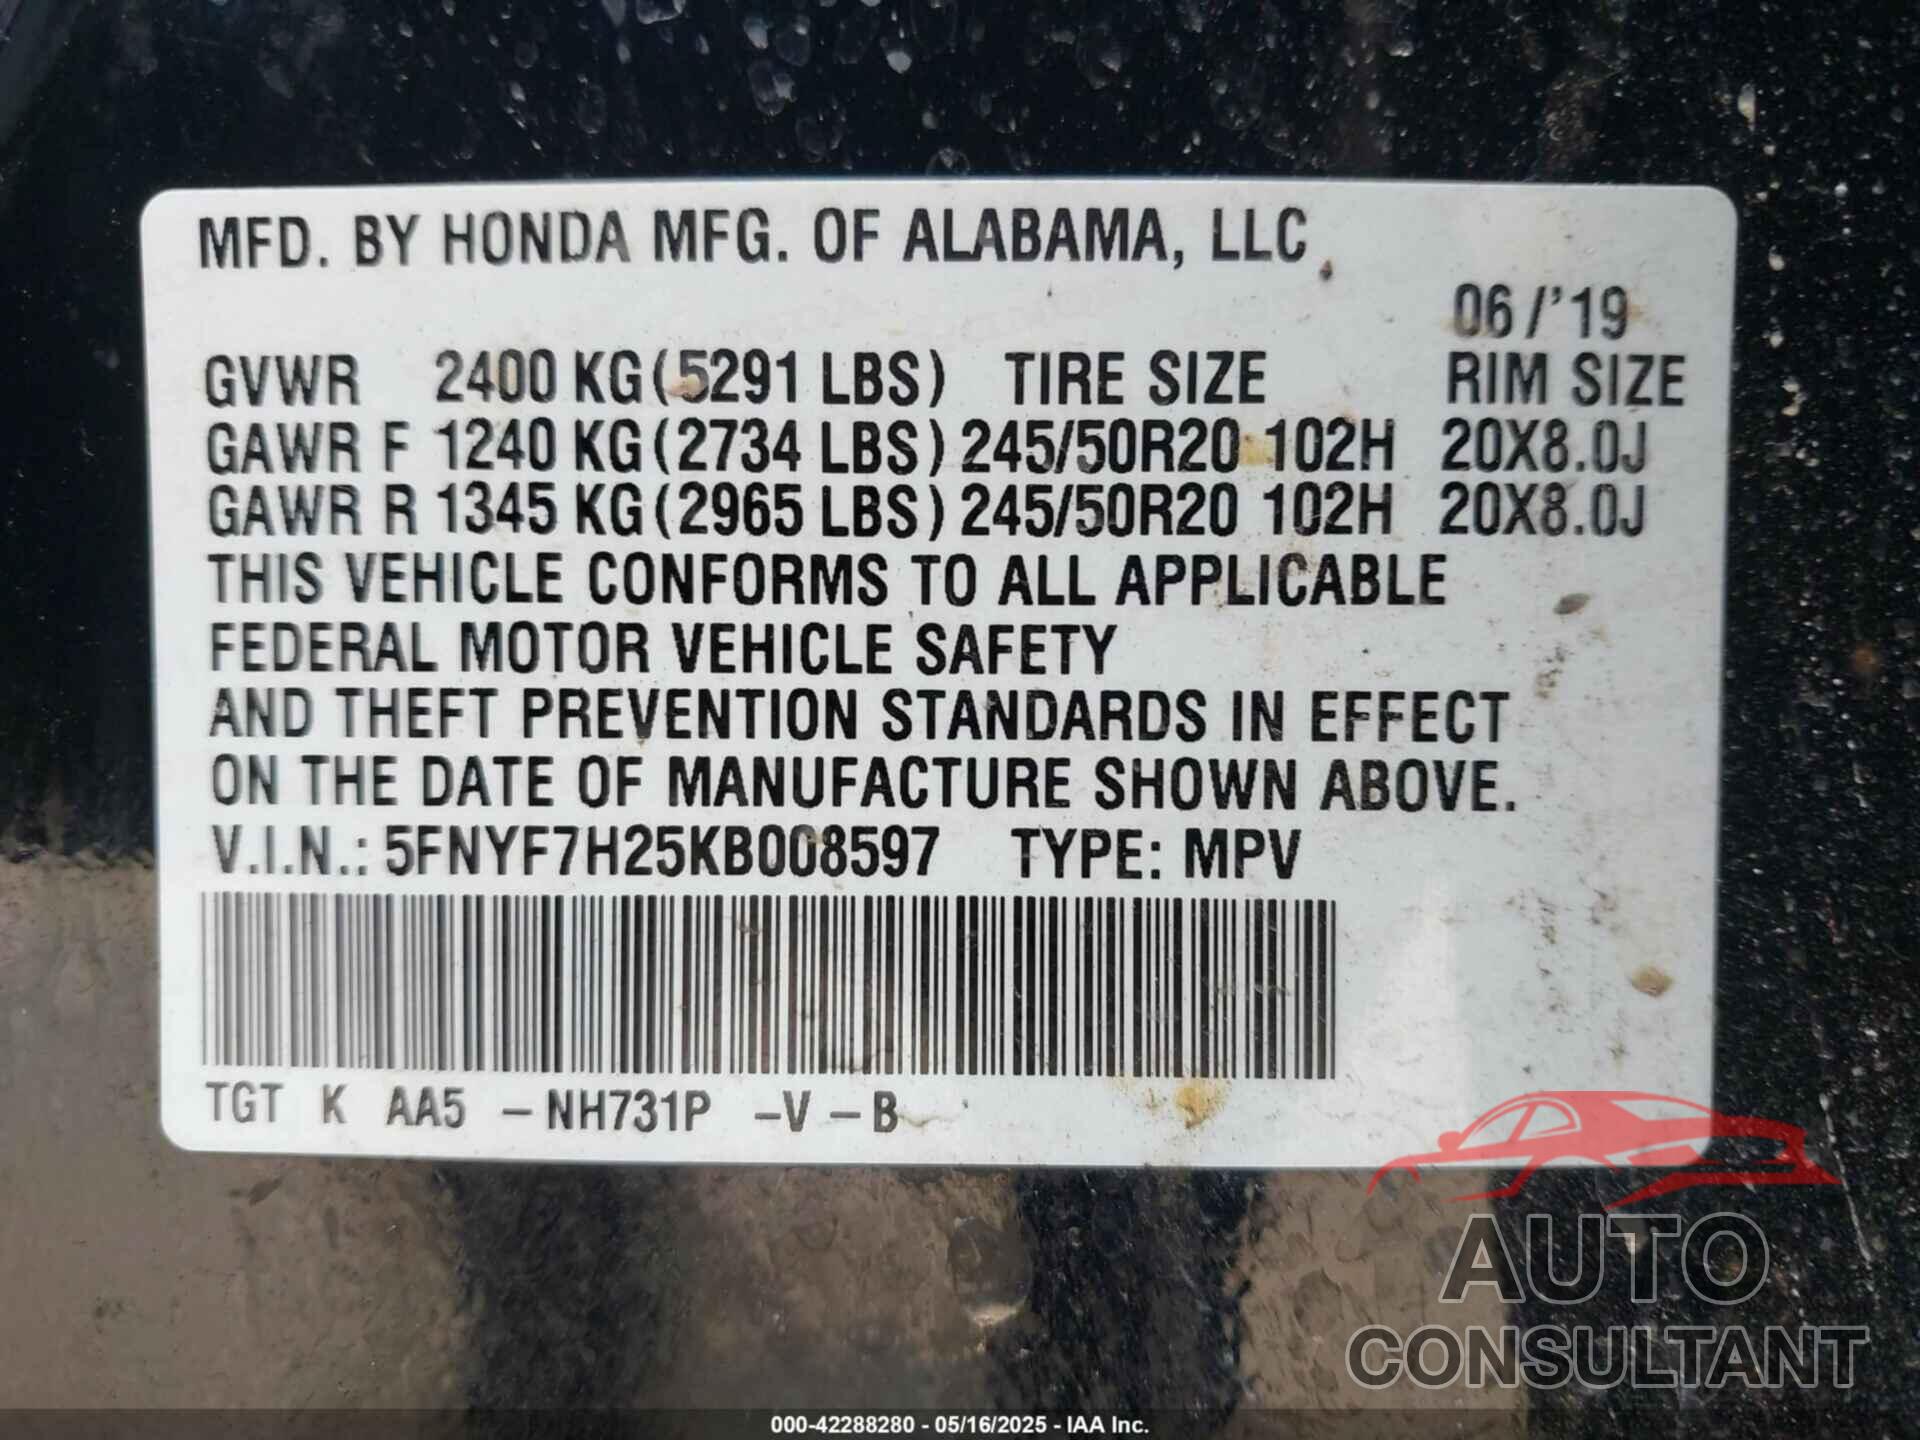 MFD. BY HONDA MFG. OF ALABAMA, LLC
06/'19
GVWR 2400 KG(5291 LBS) TIRE SIZE RIM SIZE
GAWR F 1240 KG(2734 LBS) 245/50R20 102H 20X8.0J
GAWR R 1345 KG(2965 LBS) 245/50R20 102H 20X8.0J
THIS VEHICLE CONFORMS TO ALL APPLICABLE
FEDERAL MOTOR VEHICLE SAFETY
AND THEFT PREVENTION STANDARDS IN EFFECT
ON THE DATE OF MANUFACTURE SHOWN ABOVE.
V.I.N.: 5FNYF7H25KB008597 TYPE: MPV
TGT K AA5 -NH731P -V-B
AUTO
CONSULTANT
000-42288280 - 05/16/2025 - IAA Inc.